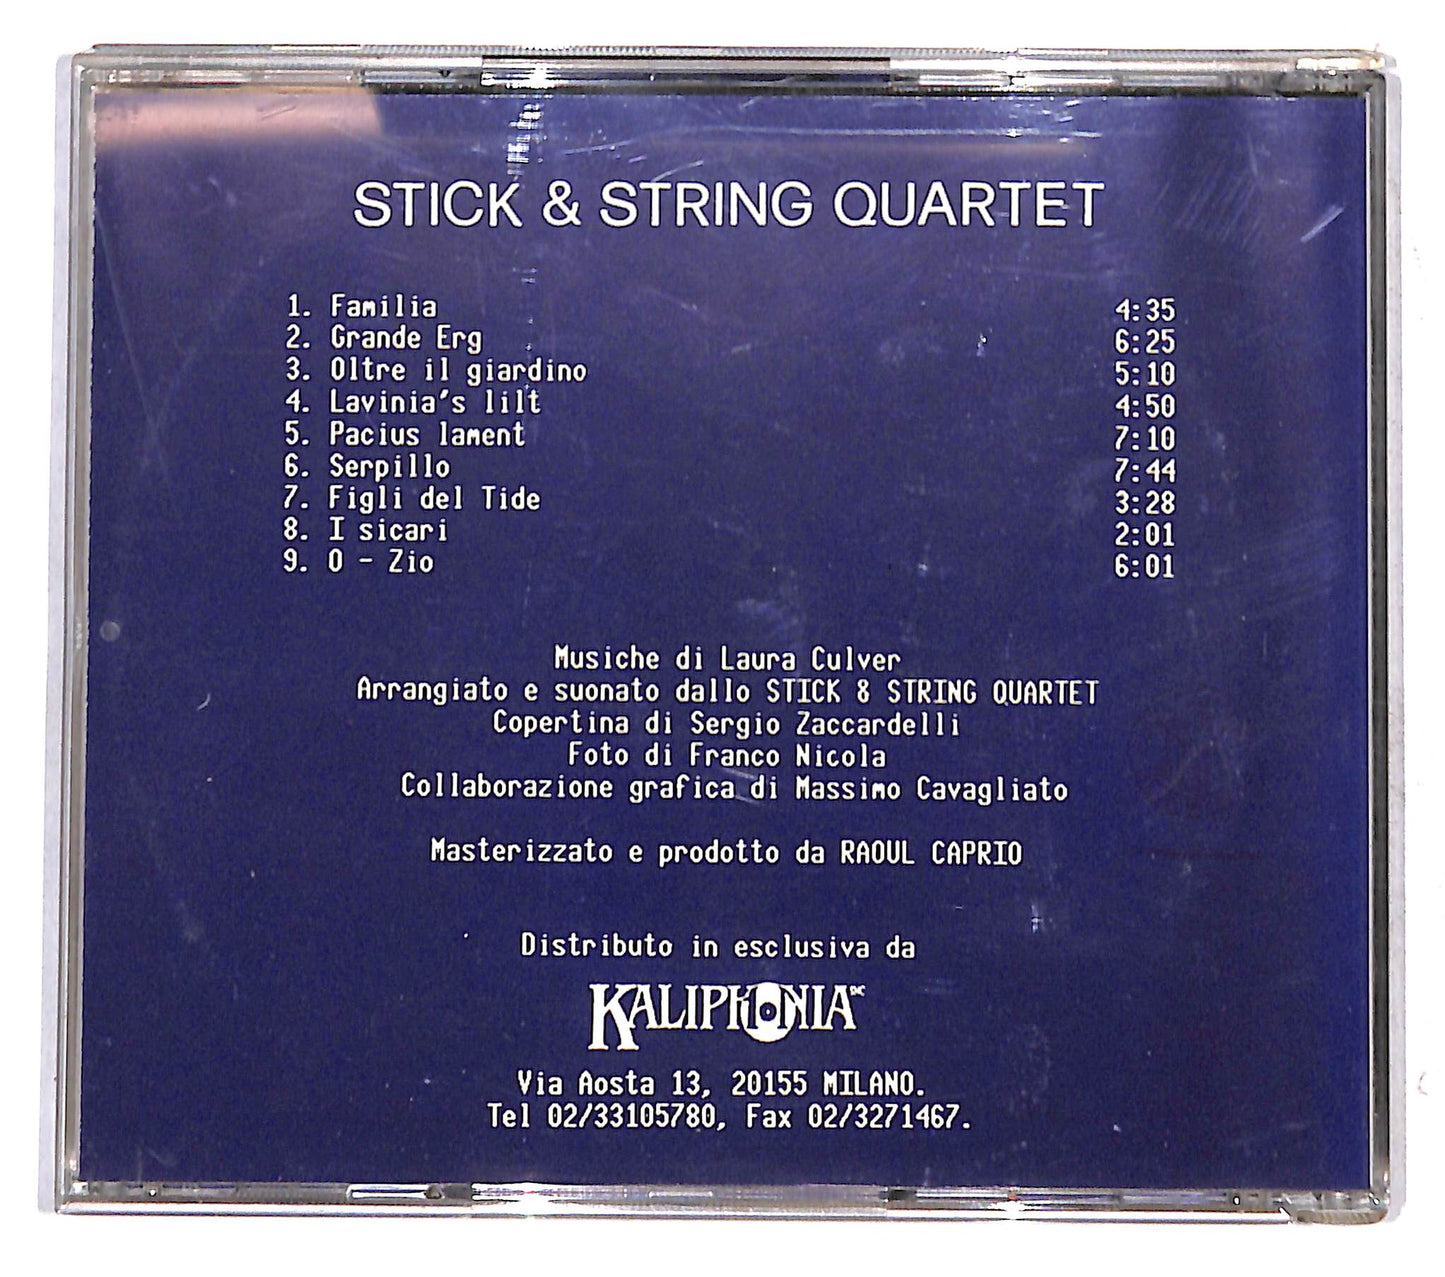 STICK & STRING QUARTET
1. Familia 4:35
2. Grande Erg 6:25
3. Oltre il giardino 5:10
4. Lavinia's lilt 4:50
5. Pacius lament 7:10
6. Serpillo 7:44
7. Figli del Tide 3:28
8. I sicari 2:01
9. O - Zio 6:01
Musiche di Laura Culver
Arrangiato e suonato dallo STICK & STRING QUARTET
Copertina di Sergio Zaccardelli
Foto di Franco Nicola
Collaborazione grafica di Massimo Cavagliato
Masterizzato e prodotto da RAOUL CAPRIO
Distribuito in esclusiva da
KALIPHONIA
Via Aosta 13, 20155 MILANO.
Tel 02/33105780, Fax 02/3271467.